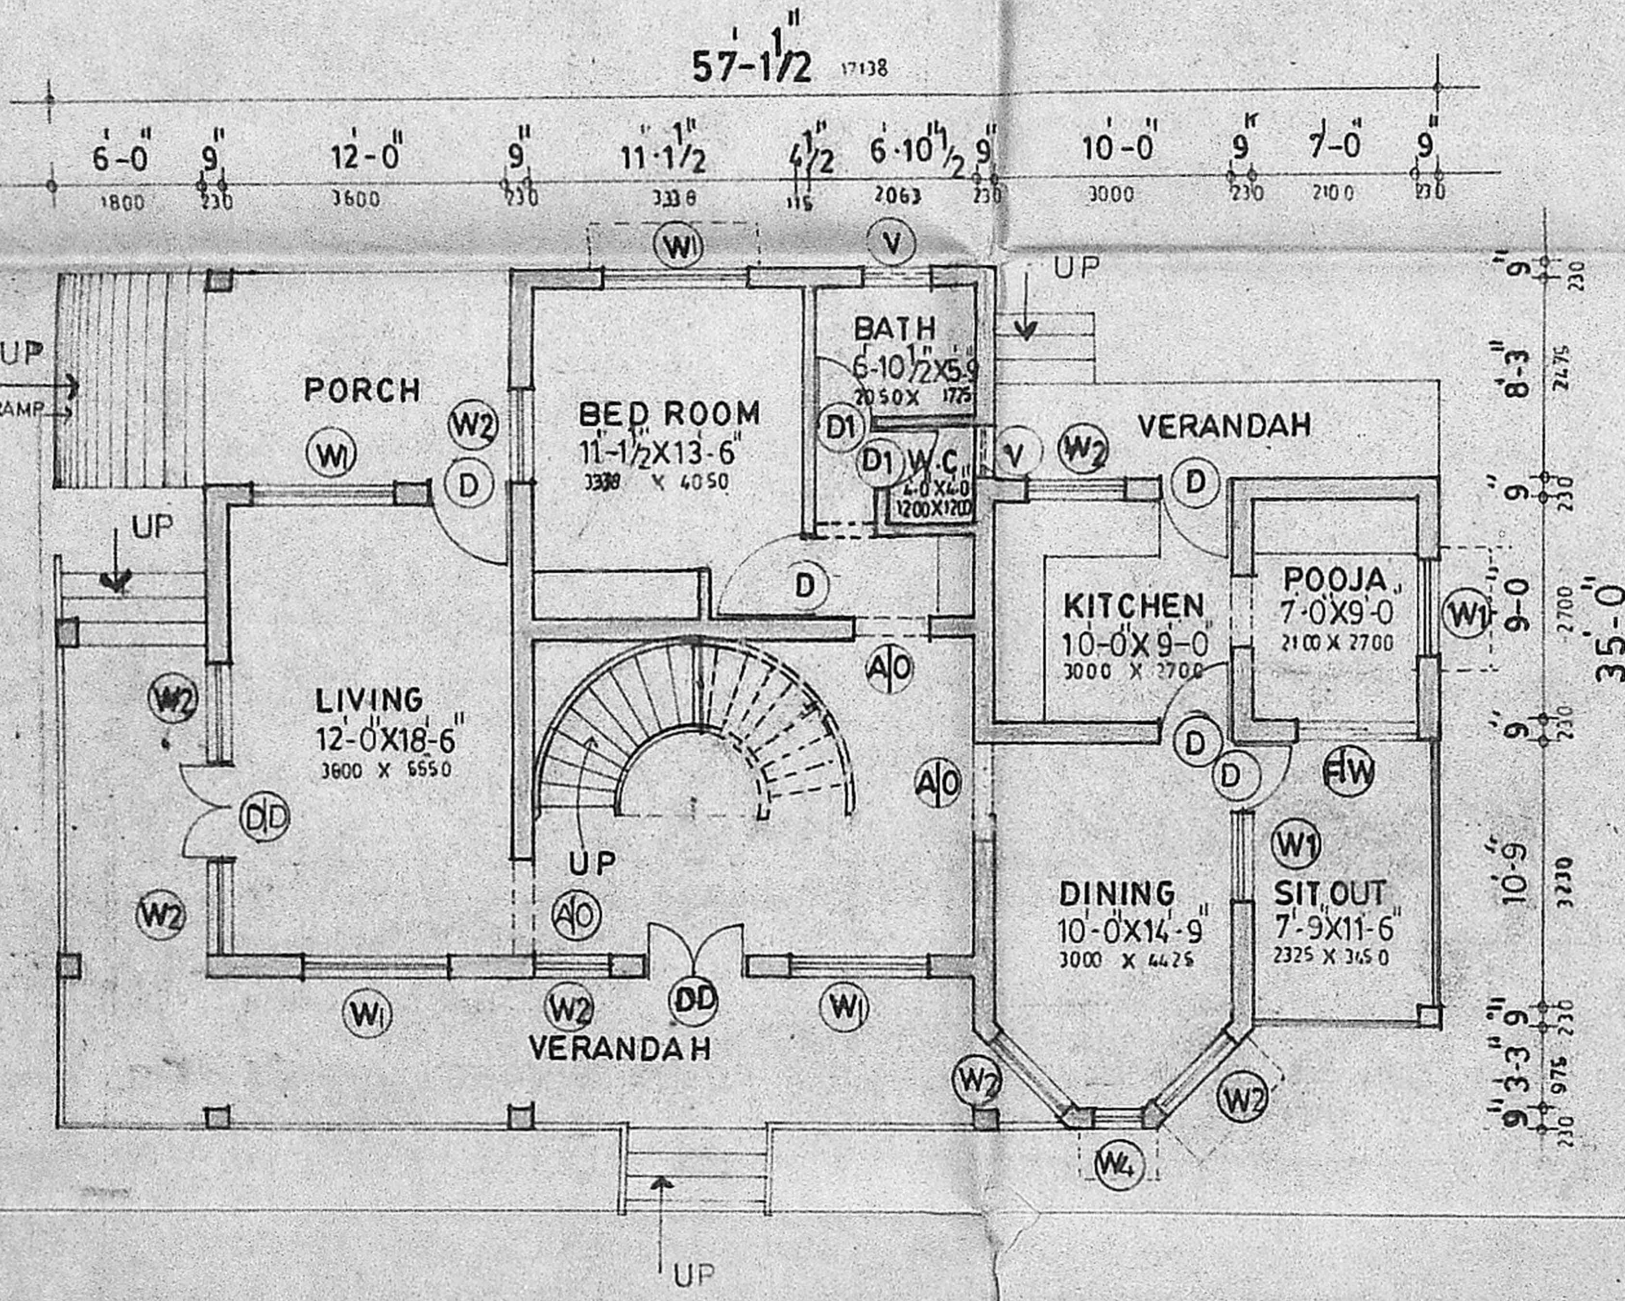 57'-1 1/2" 17138
6'-0" 9" 12'-0" 9" 11'-1 1/2" 4 1/2" 6'-10 1/2" 9" 10'-0" 9" 7'-0" 9"
1800 230 3600 230 3338 115 2063 230 3000 230 2100 230
W1 V
UP
UP
RAMP
PORCH
W1
W2
D
BED ROOM
11'-1 1/2"X13'-6"
3338 X 4050
BATH
6'-10 1/2"X5'-9
2050X 1775
D1
D1
W.C
4'-0"X4'-0"
1200X1200
V
W2
VERANDAH
D
UP
D
KITCHEN
10'-0"X 9'-0"
3000 X 2700
POOJA
7'-0"X9'-0"
2100 X 2700
W1
A/O
W2
LIVING
12'-0"X18'-6"
3600 X 5550
D/D
W2
UP
A/O
A/O
D
D
F/W
W1
DINING
10'-0"X14'-9"
3000 X 4425
SIT OUT
7'-9"X11'-6"
2325 X 3450
W1
W2
DD
W1
VERANDAH
W2
W2
W4
UP
9" 230
8'-3" 2475
9" 230
9'-0 2700
35'-0"
9" 230
10'-9" 3230
9" 230
3'-3" 975
9" 230